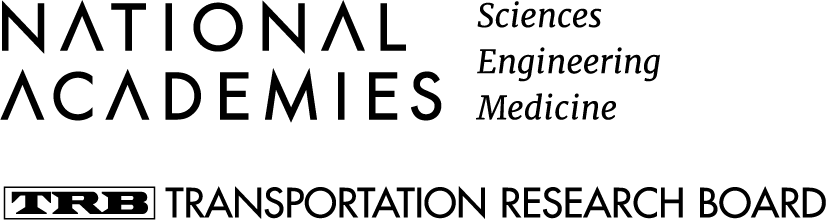 NATIONAL ACADEMIES
Sciences
Engineering
Medicine
TRB TRANSPORTATION RESEARCH BOARD